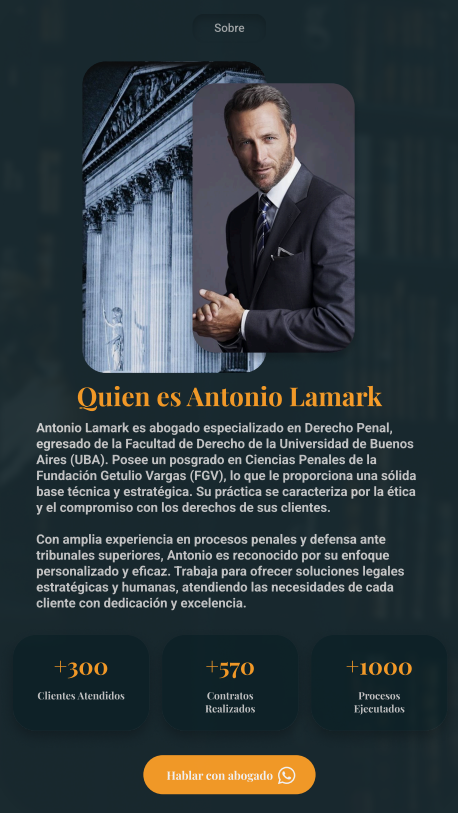 Sobre
Quien es Antonio Lamark
Antonio Lamark es abogado especializado en Derecho Penal,
egresado de la Facultad de Derecho de la Universidad de Buenos
Aires (UBA). Posee un posgrado en Ciencias Penales de la
Fundación Getulio Vargas (FGV), lo que le proporciona una sólida
base técnica y estratégica. Su práctica se caracteriza por la ética
y el compromiso con los derechos de sus clientes.
Con amplia experiencia en procesos penales y defensa ante
tribunales superiores, Antonio es reconocido por su enfoque
personalizado y eficaz. Trabaja para ofrecer soluciones legales
estratégicas y humanas, atendiendo las necesidades de cada
cliente con dedicación y excelencia.
+300
Clientes Atendidos
+570
Contratos
Realizados
+1000
Procesos
Ejecutados
Hablar con abogado